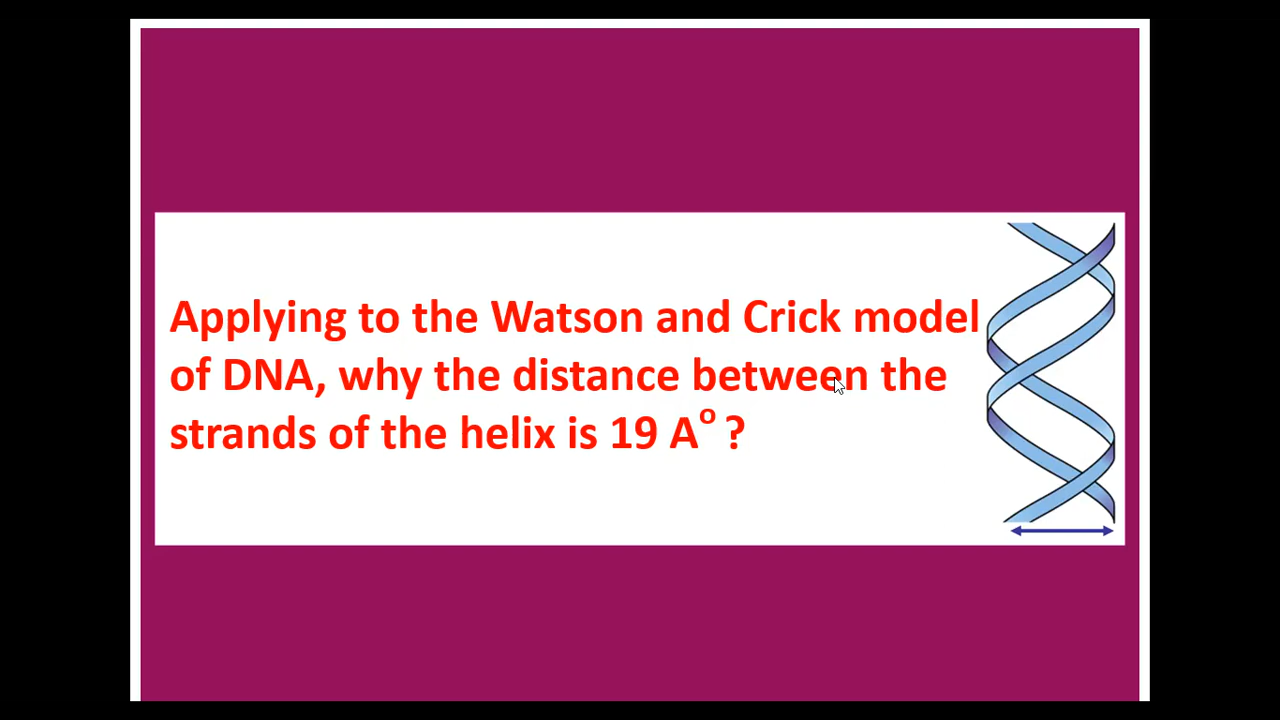 Applying to the Watson and Crick model
of DNA, why the distance between the
strands of the helix is 19 Aº ?